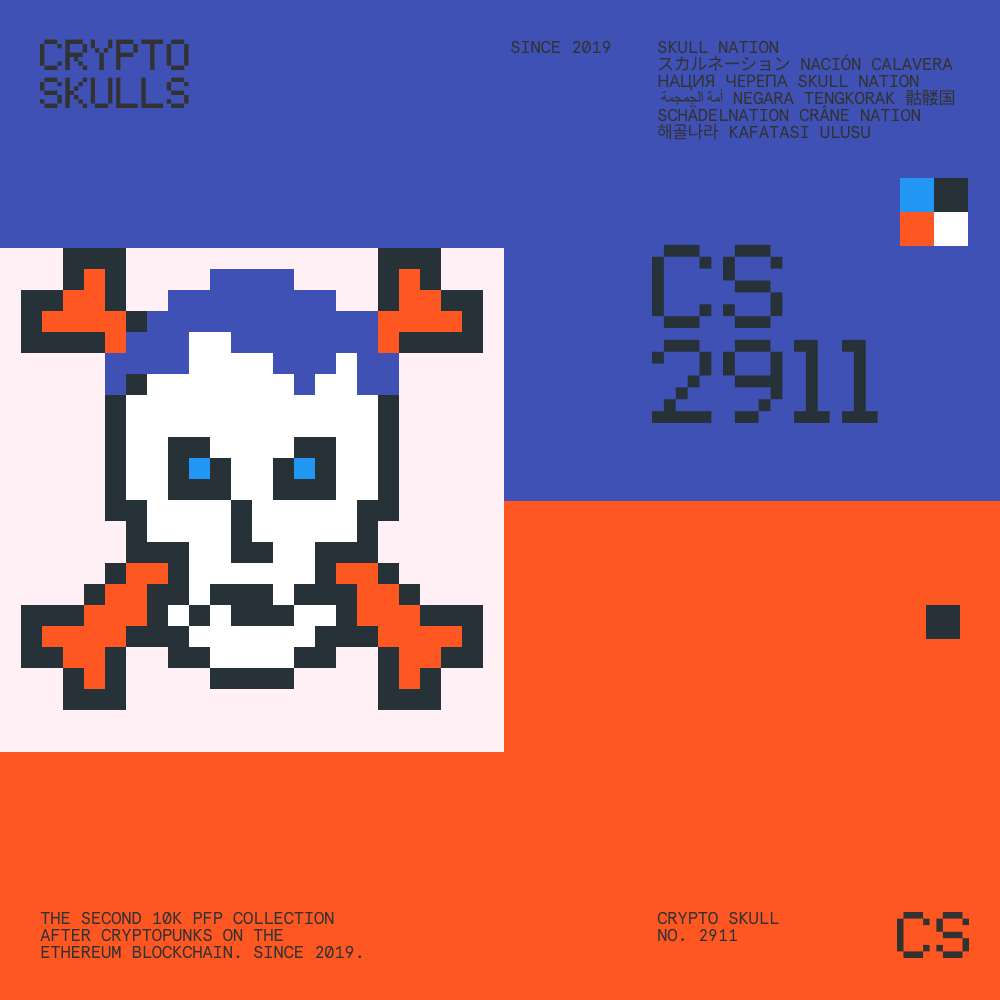 CRYPTO
SKULLS
SINCE 2019
SKULL NATION
スカルネーション NACIÓN CALAVERA
НАЦИЯ ЧЕРЕПА SKULL NATION
أمة الجمجمة NEGARA TENGKORAK 骷髅国
SCHÄDELNATION CRÂNE NATION
해골나라 KAFATASI ULUSU
CS
2911
THE SECOND 10K PFP COLLECTION
AFTER CRYPTOPUNKS ON THE
ETHEREUM BLOCKCHAIN. SINCE 2019.
CRYPTO SKULL
NO. 2911
CS